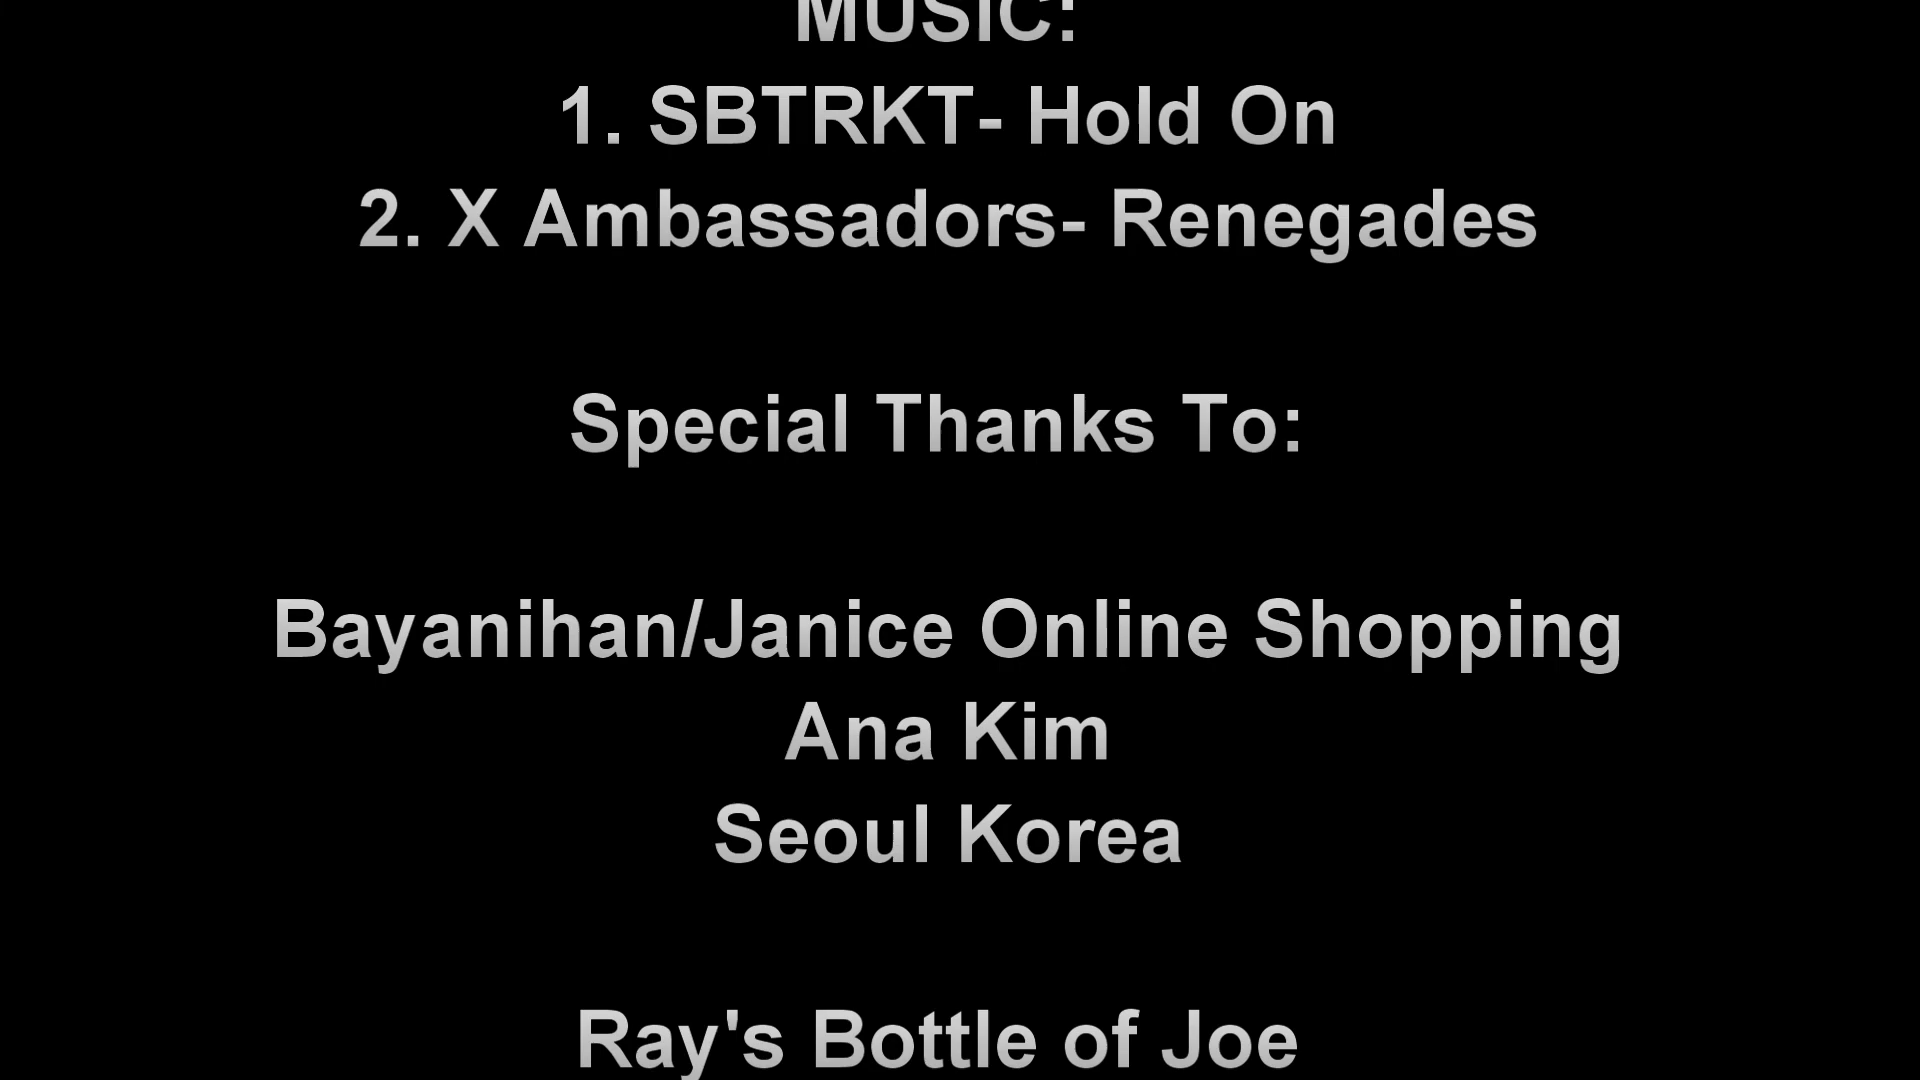 MUSIC:
1. SBTRKT- Hold On
2. X Ambassadors- Renegades
Special Thanks To:
Bayanihan/Janice Online Shopping
Ana Kim
Seoul Korea
Ray's Bottle of Joe